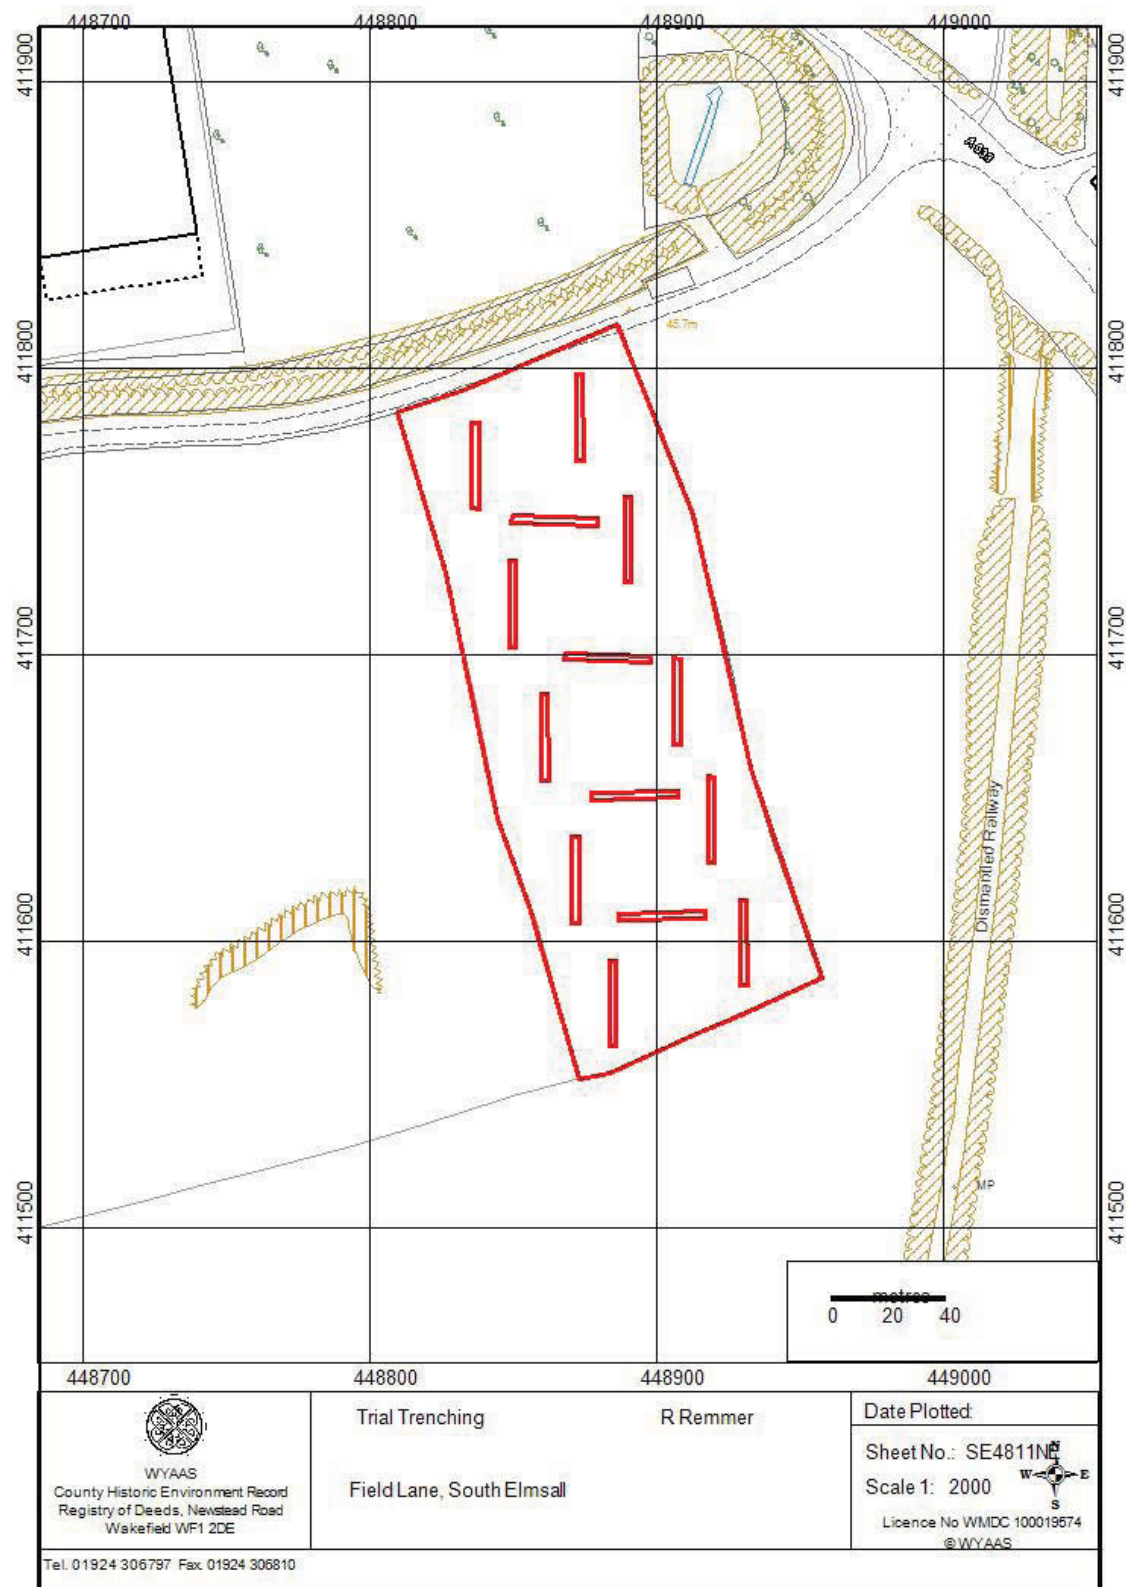 448700 448800 448900 449000
411900 411900
45.7m
411800 411800
411700 411700
Dismantled Railway
411600 411600
MP
411500 411500
metres
0 20 40
448700 448800 448900 449000
WYAAS
County Historic Environment Record
Registry of Deeds, Newstead Road
Wakefield WF1 2DE
Trial Trenching R Remmer
Field Lane, South Elmsall
Date Plotted:
Sheet No.: SE4811NE
Scale 1: 2000
N
W E
S
Licence No WMDC 100019574
© WYAAS
Tel. 01924 306797 Fax. 01924 306810